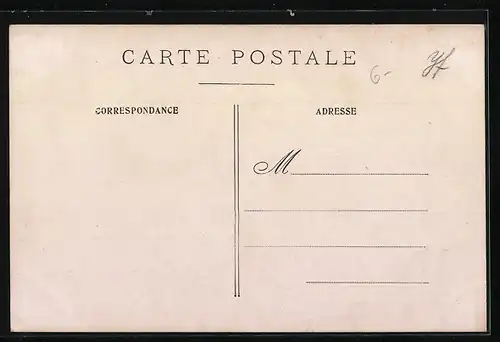 CARTE POSTALE
6-
CORRESPONDANCE
ADRESSE
M